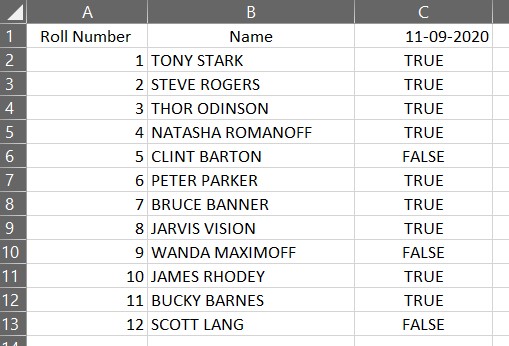 A B C
1 Roll Number Name 11-09-2020
2 1 TONY STARK TRUE
3 2 STEVE ROGERS TRUE
4 3 THOR ODINSON TRUE
5 4 NATASHA ROMANOFF TRUE
6 5 CLINT BARTON FALSE
7 6 PETER PARKER TRUE
8 7 BRUCE BANNER TRUE
9 8 JARVIS VISION TRUE
10 9 WANDA MAXIMOFF FALSE
11 10 JAMES RHODEY TRUE
12 11 BUCKY BARNES TRUE
13 12 SCOTT LANG FALSE